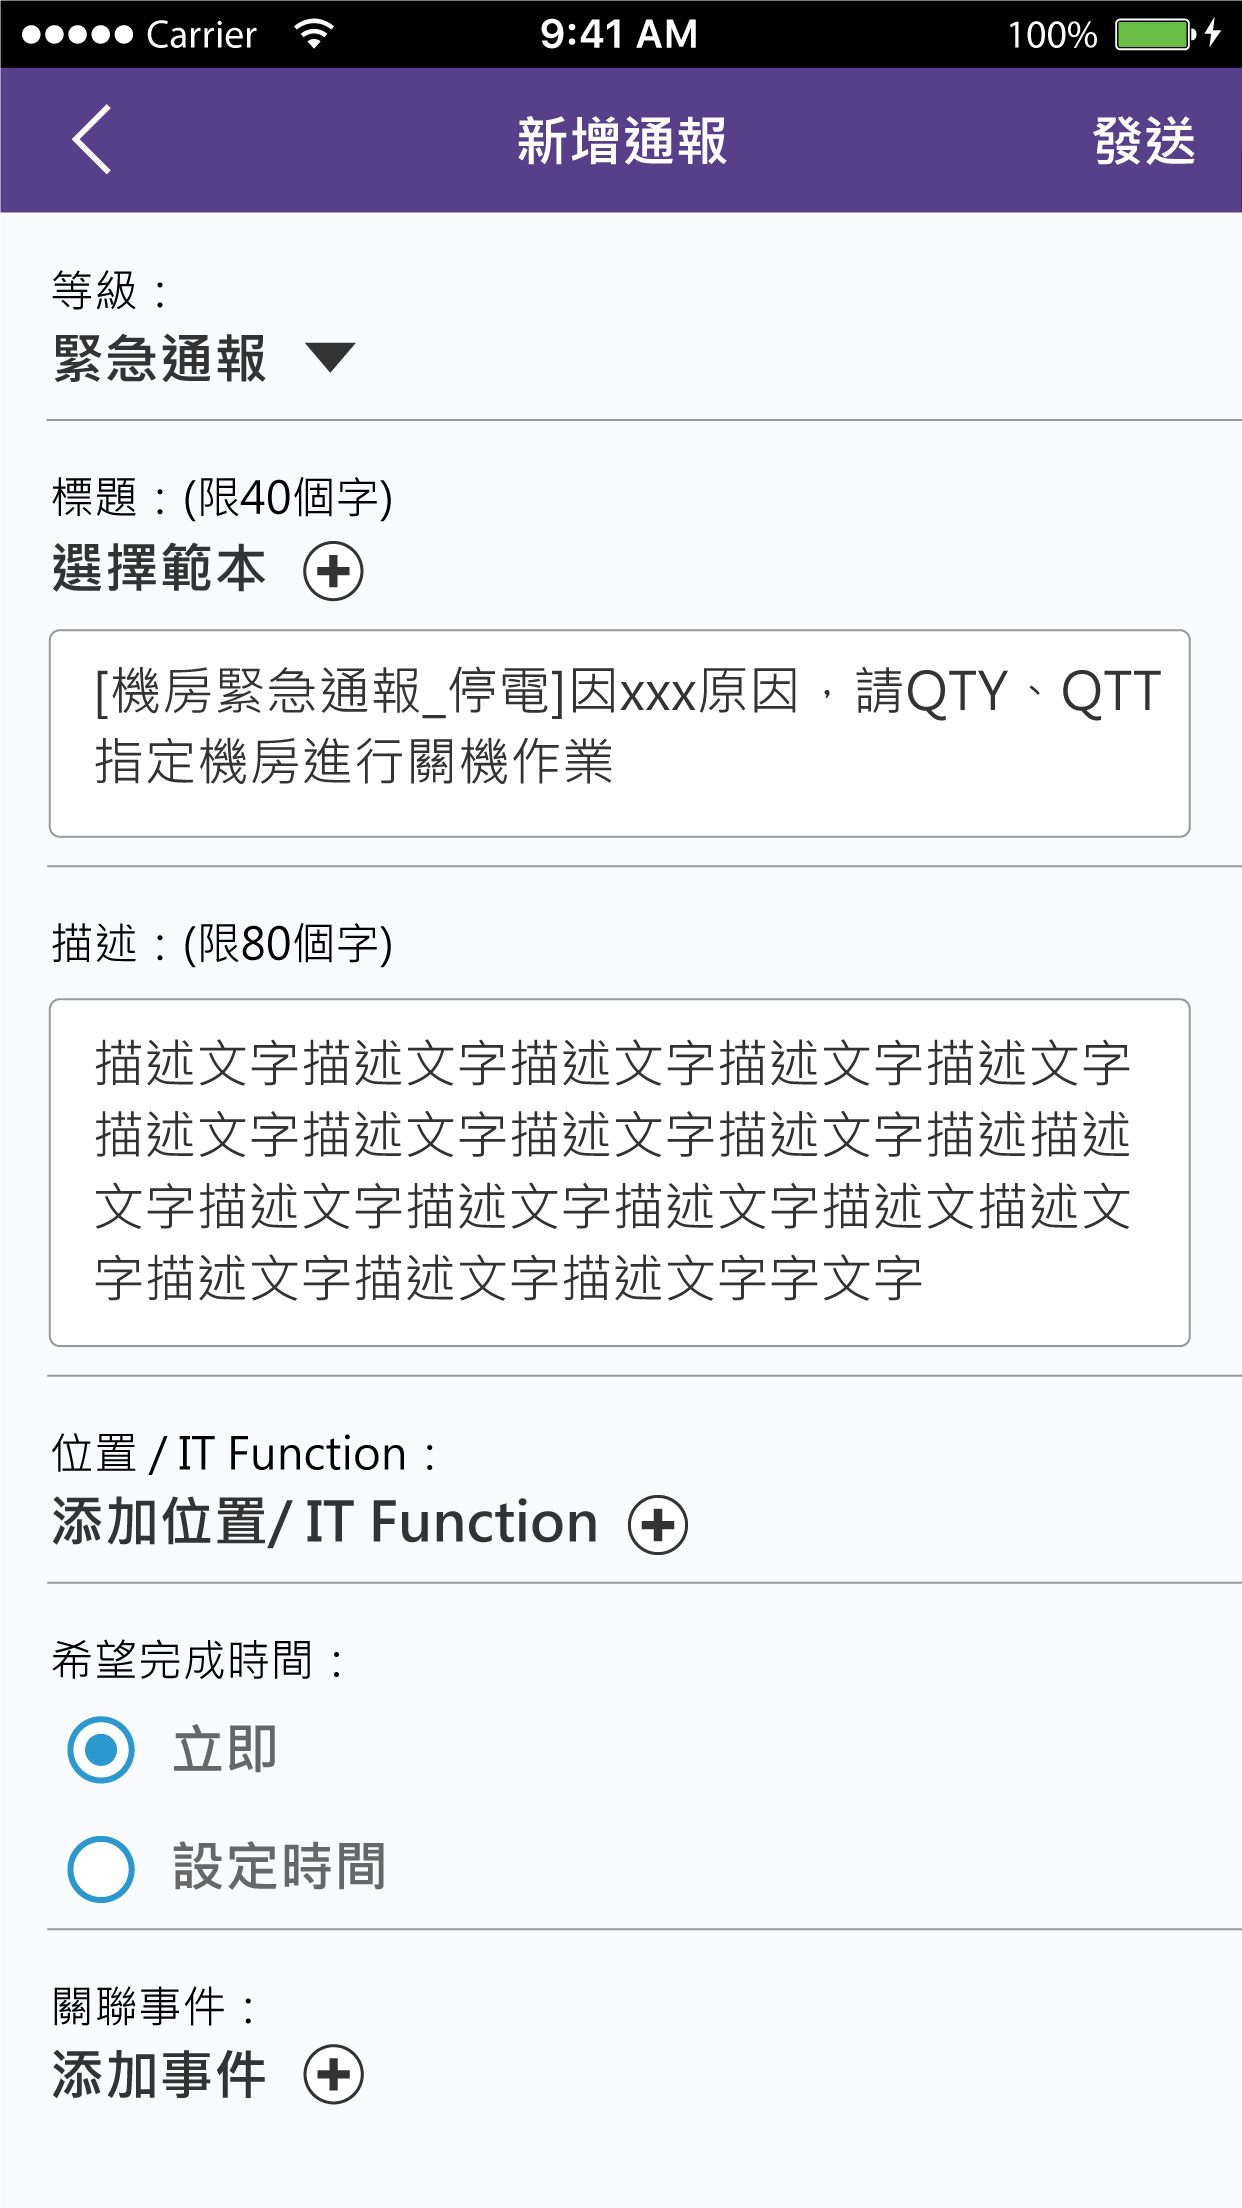 Carrier 9:41 AM 100%
新增通報 發送
等級：
緊急通報
標題：(限40個字)
選擇範本
[機房緊急通報_停電]因xxx原因，請QTY、QTT
指定機房進行關機作業
描述：(限80個字)
描述文字描述文字描述文字描述文字描述文字
描述文字描述文字描述文字描述文字描述描述
文字描述文字描述文字描述文字描述文描述文
字描述文字描述文字描述文字字文字
位置 / IT Function：
添加位置/ IT Function
希望完成時間：
立即
設定時間
關聯事件：
添加事件